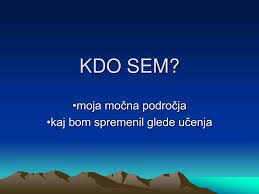 KDO SEM?
•moja močna področja
•kaj bom spremenil glede učenja